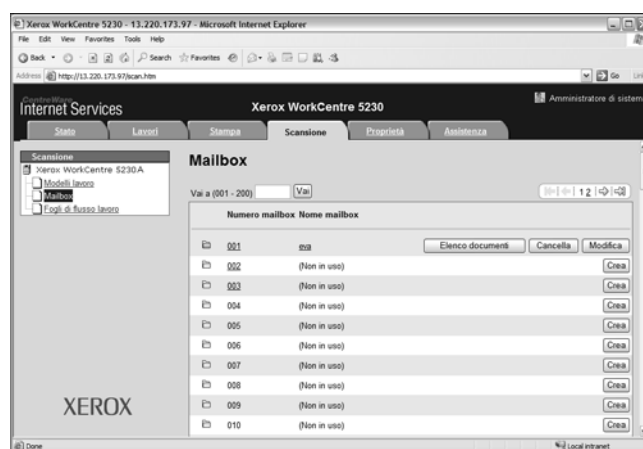 Xerox WorkCentre 5230 - 13.220.173.97 - Microsoft Internet Explorer
File Edit View Favorites Tools Help
Back Search Favorites
Address http://13.220.173.97/scan.htm Go
CentreWare
Internet Services
Xerox WorkCentre 5230
Amministratore di sistem
Stato Lavori Stampa Scansione Proprietà Assistenza
Scansione
Xerox WorkCentre 5230A
Modelli lavoro
Mailbox
Fogli di flusso lavoro
Mailbox
Vai a (001 - 200) Vai 1 2
Numero mailbox Nome mailbox
001 eva Elenco documenti Cancella Modifica
002 (Non in uso) Crea
003 (Non in uso) Crea
004 (Non in uso) Crea
005 (Non in uso) Crea
006 (Non in uso) Crea
007 (Non in uso) Crea
008 (Non in uso) Crea
009 (Non in uso) Crea
010 (Non in uso) Crea
XEROX
Done Local intranet